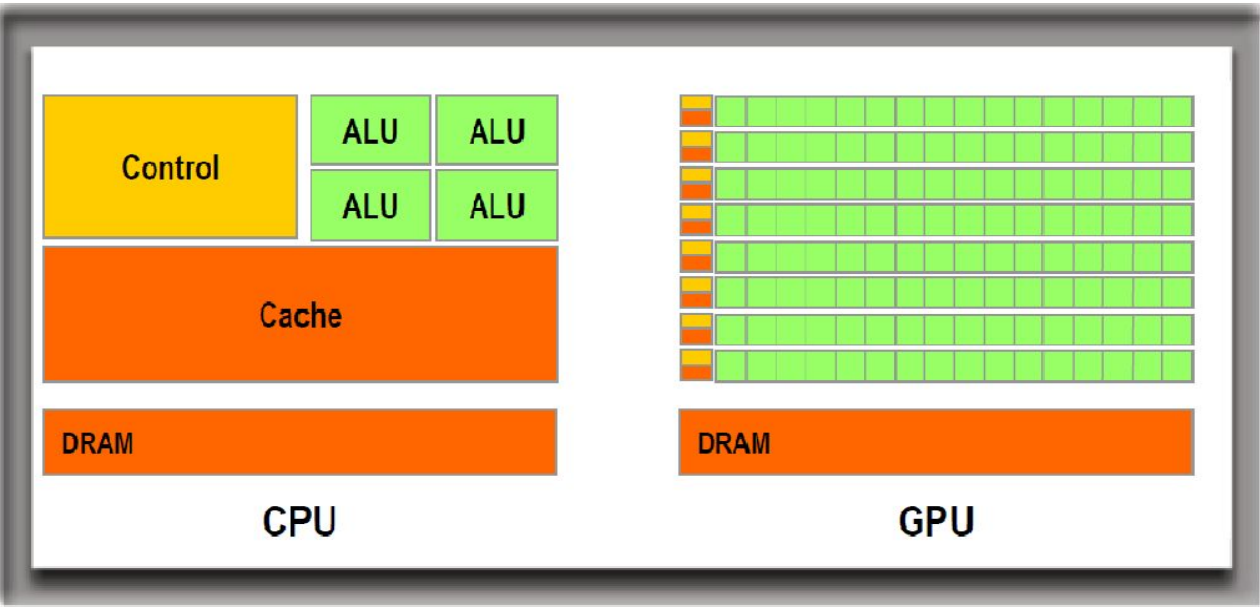 Control
ALU ALU
ALU ALU
Cache
DRAM
CPU
DRAM
GPU